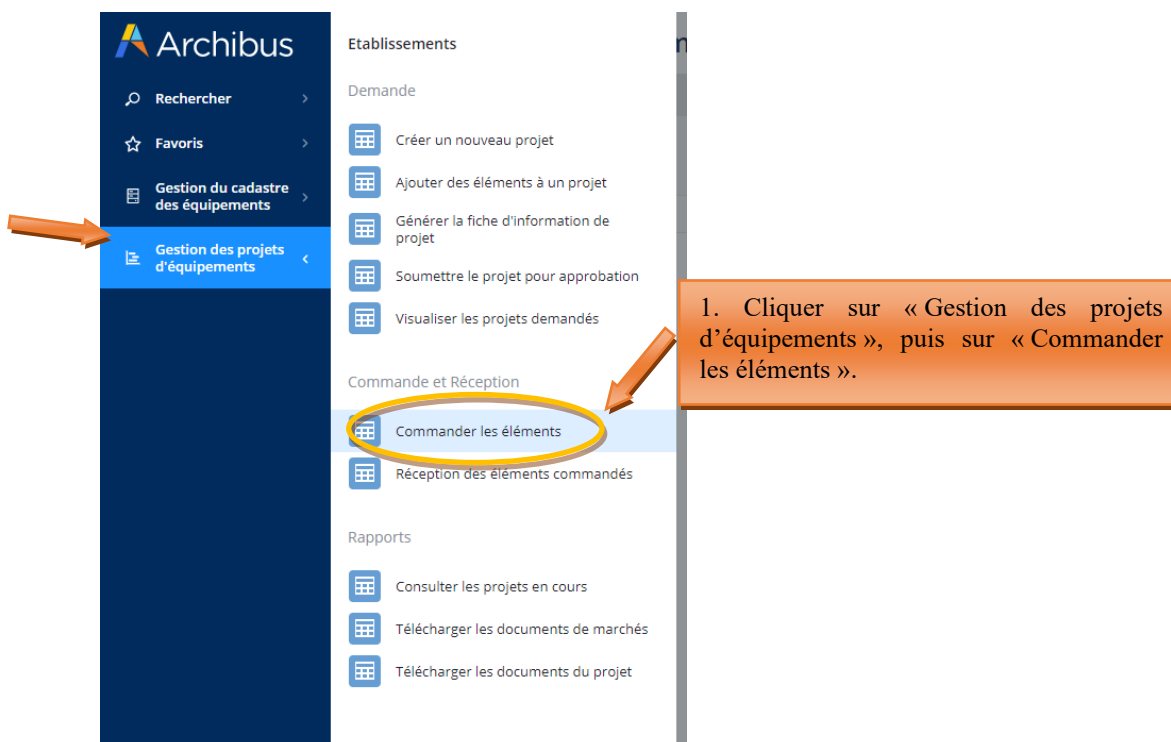 Archibus
Rechercher
Favoris
Gestion du cadastre
des équipements
Gestion des projets
d'équipements
Etablissements
Demande
Créer un nouveau projet
Ajouter des éléments à un projet
Générer la fiche d'information de
projet
Soumettre le projet pour approbation
Visualiser les projets demandés
Commande et Réception
Commander les éléments
Réception des éléments commandés
Rapports
Consulter les projets en cours
Télécharger les documents de marchés
Télécharger les documents du projet
1. Cliquer sur « Gestion des projets
d’équipements », puis sur « Commander
les éléments ».